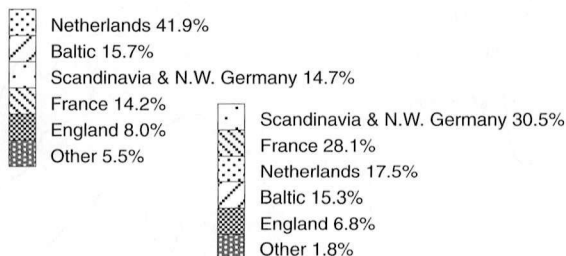 Netherlands 41.9%
Baltic 15.7%
Scandinavia & N.W. Germany 14.7%
France 14.2%
England 8.0%
Other 5.5%
Scandinavia & N.W. Germany 30.5%
France 28.1%
Netherlands 17.5%
Baltic 15.3%
England 6.8%
Other 1.8%